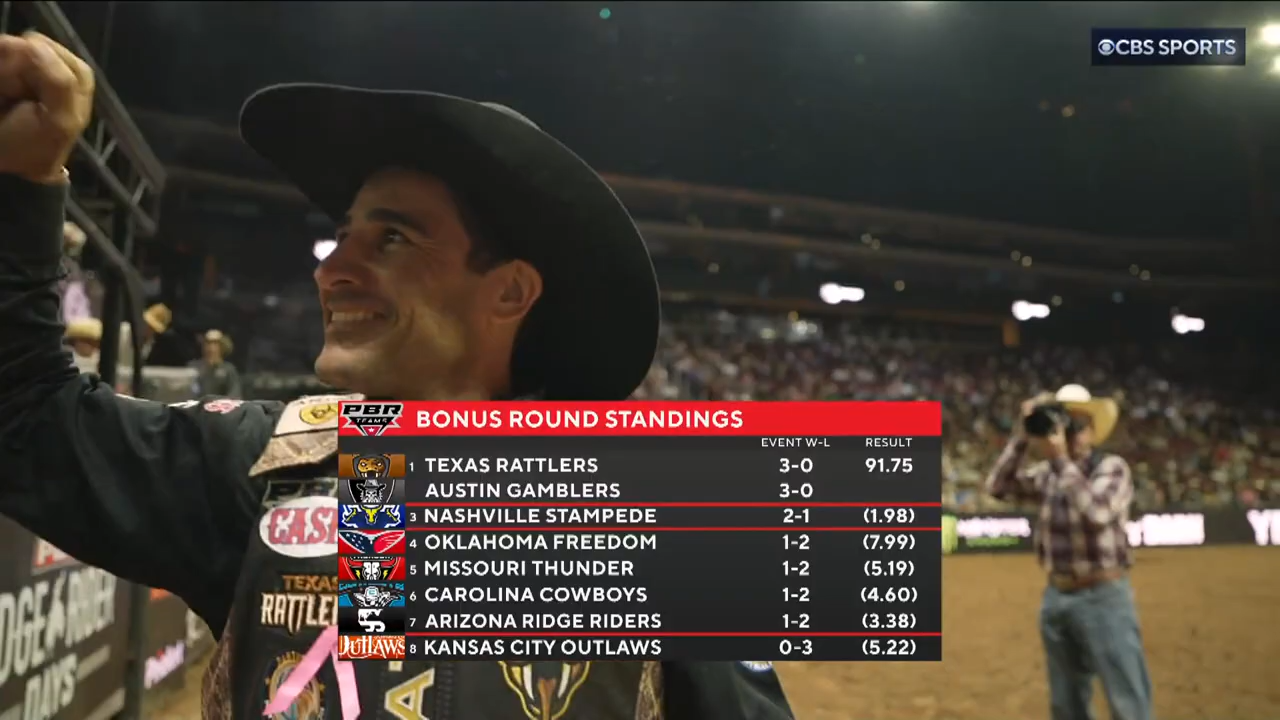 CBS SPORTS
PBR TEAMS BONUS ROUND STANDINGS
EVENT W-L RESULT
1 TEXAS RATTLERS 3-0 91.75
AUSTIN GAMBLERS 3-0
3 NASHVILLE STAMPEDE 2-1 (1.98)
4 OKLAHOMA FREEDOM 1-2 (7.99)
5 MISSOURI THUNDER 1-2 (5.19)
6 CAROLINA COWBOYS 1-2 (4.60)
7 ARIZONA RIDGE RIDERS 1-2 (3.38)
OUTLAWS 8 KANSAS CITY OUTLAWS 0-3 (5.22)
TEXAS
DAYS